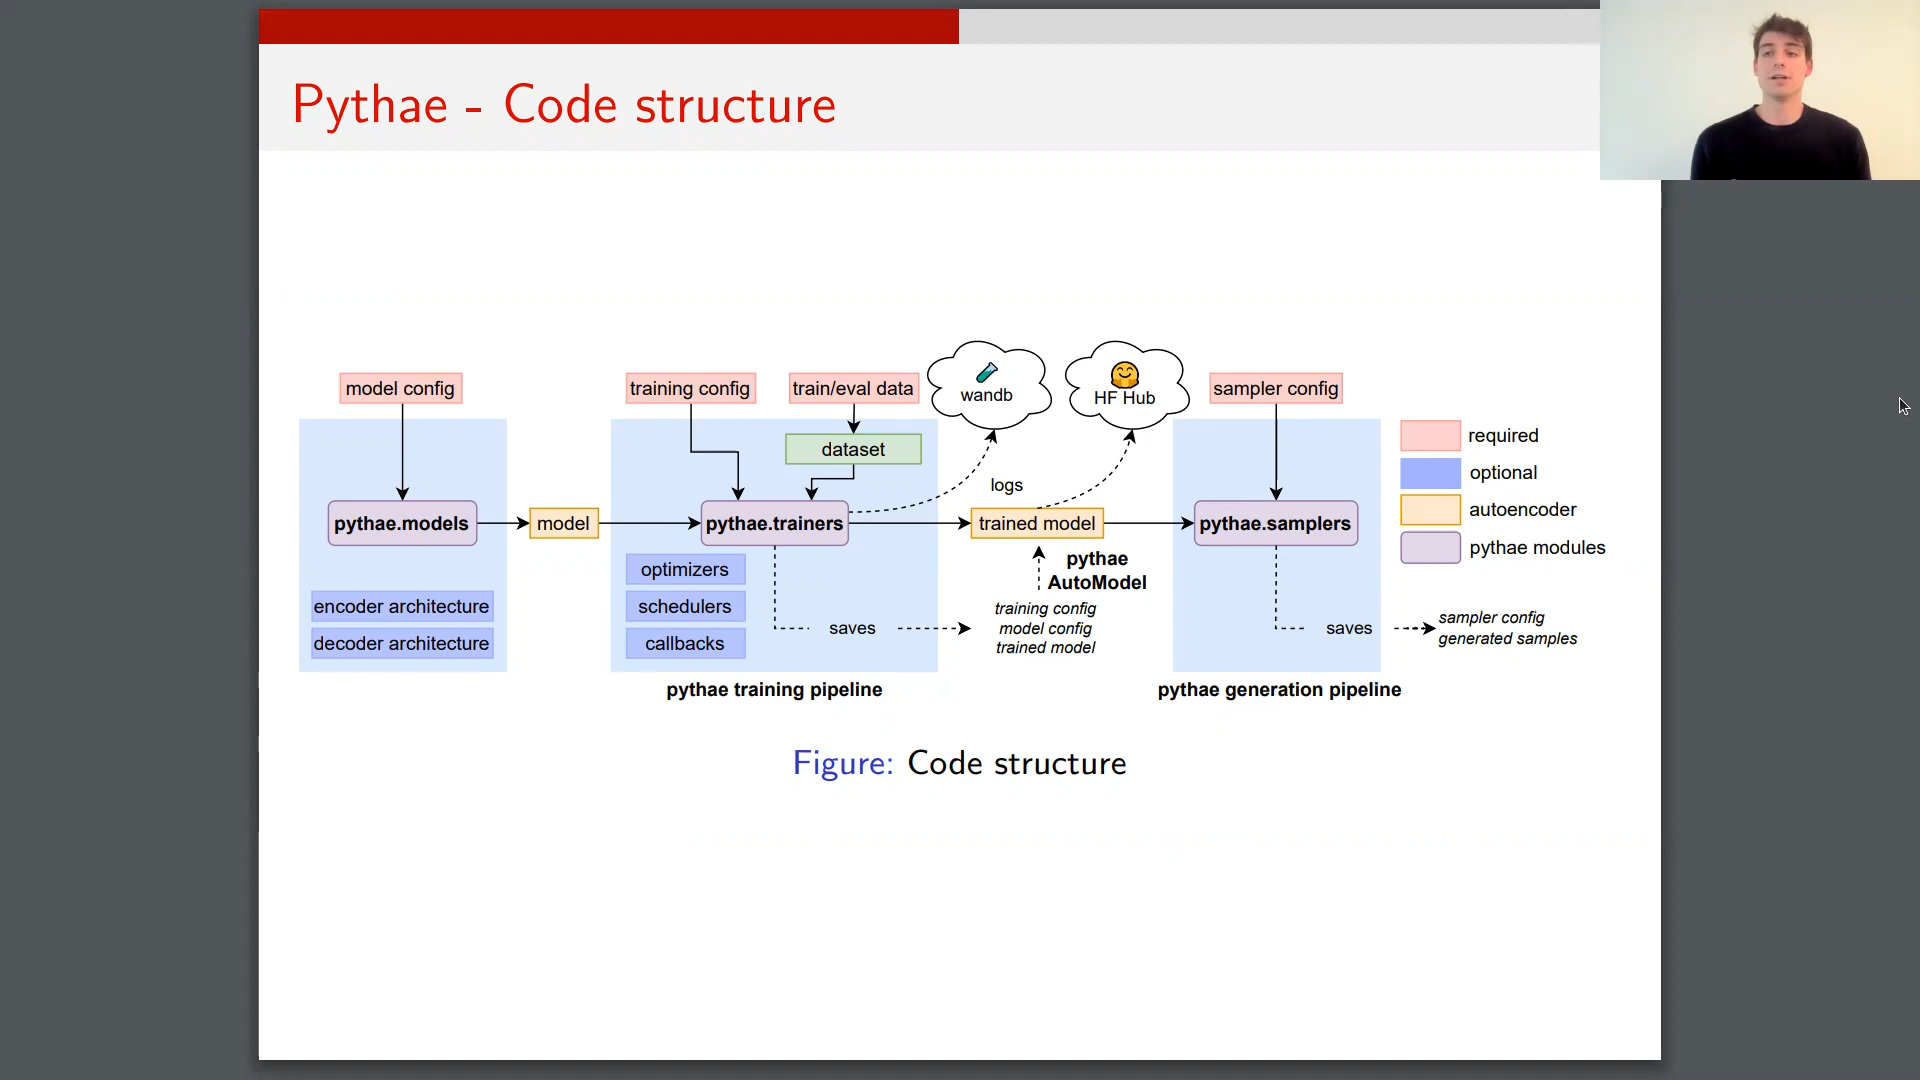 Pythae - Code structure
model config
training config
train/eval data
wandb
HF Hub
sampler config
dataset
logs
pythae.models
model
pythae.trainers
trained model
pythae.samplers
encoder architecture
decoder architecture
optimizers
schedulers
callbacks
saves
pythae
AutoModel
training config
model config
trained model
saves
sampler config
generated samples
required
optional
autoencoder
pythae modules
pythae training pipeline
pythae generation pipeline
Figure: Code structure